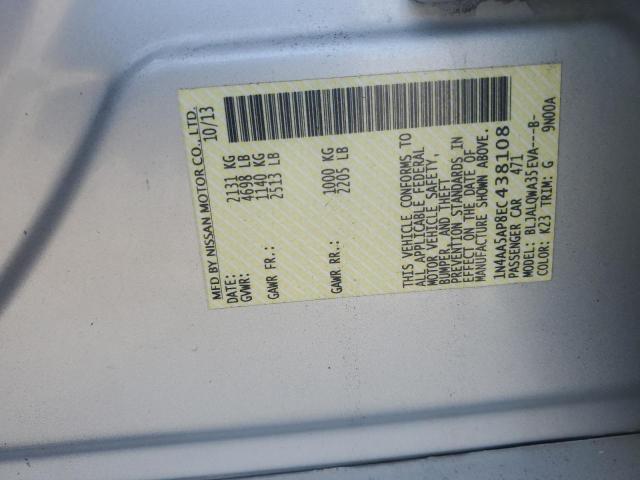 MFD BY NISSAN MOTOR CO., LTD.
DATE: 10/13
GVWR: 2131 KG
4698 LB
GAWR FR.: 1140 KG
2513 LB
GAWR RR.: 1000 KG
2205 LB
THIS VEHICLE CONFORMS TO
ALL APPLICABLE FEDERAL
MOTOR VEHICLE SAFETY,
BUMPER, AND THEFT
PREVENTION STANDARDS IN
EFFECT ON THE DATE OF
MANUFACTURE SHOWN ABOVE.
1N4AA5AP8EC438108
PASSENGER CAR 471
MODEL: BLJALQWA35EVA---B-
COLOR: K23 TRIM: G 9N00A